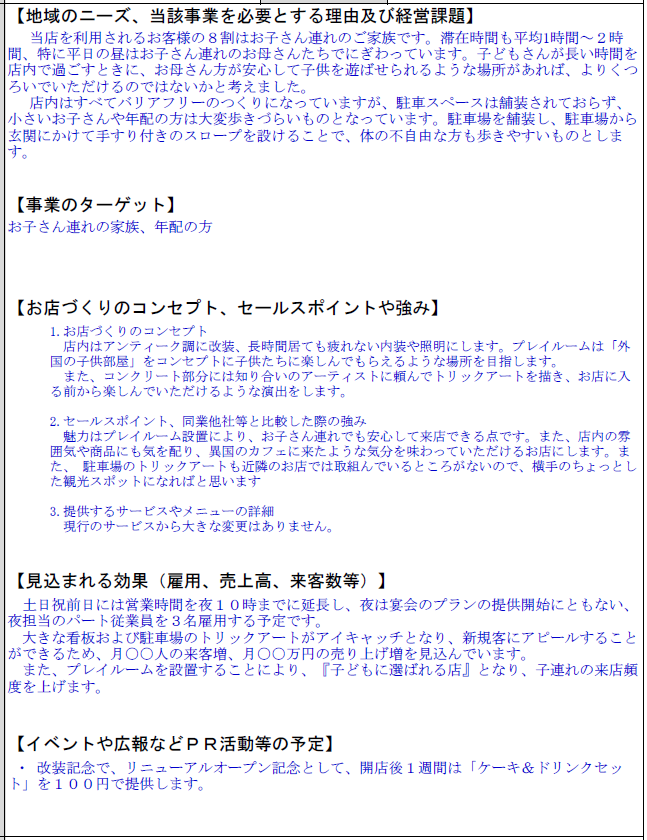 【地域のニーズ、当該事業を必要とする理由及び経営課題】
当店を利用されるお客様の８割はお子さん連れのご家族です。滞在時間も平均1時間～２時
間、特に平日の昼はお子さん連れのお母さんたちでにぎわっています。子どもさんが長い時間を
店内で過ごすときに、お母さん方が安心して子供を遊ばせられるような場所があれば、よりくつ
ろいでいただけるのではないかと考えました。
店内はすべてバリアフリーのつくりになっていますが、駐車スペースは舗装されておらず、
小さいお子さんや年配の方は大変歩きづらいものとなっています。駐車場を舗装し、駐車場から
玄関にかけて手すり付きのスロープを設けることで、体の不自由な方も歩きやすいものとしま
す。
【事業のターゲット】
お子さん連れの家族、年配の方
【お店づくりのコンセプト、セールスポイントや強み】
1. お店づくりのコンセプト
店内はアンティーク調に改装、長時間居ても疲れない内装や照明にします。プレイルームは「外
国の子供部屋」をコンセプトに子供たちに楽しんでもらえるような場所を目指します。
また、コンクリート部分には知り合いのアーティストに頼んでトリックアートを描き、お店に入
る前から楽しんでいただけるような演出をします。
2. セールスポイント、同業他社等と比較した際の強み
魅力はプレイルーム設置により、お子さん連れでも安心して来店できる点です。また、店内の雰
囲気や商品にも気を配り、異国のカフェに来たような気分を味わっていただけるお店にします。ま
た、 駐車場のトリックアートも近隣のお店では取組んでいるところがないので、横手のちょっとし
た観光スポットになればと思います
3. 提供するサービスやメニューの詳細
現行のサービスから大きな変更はありません。
【見込まれる効果（雇用、売上高、来客数等）】
土日祝前日には営業時間を夜１０時までに延長し、夜は宴会のプランの提供開始にともない、
夜担当のパート従業員を３名雇用する予定です。
大きな看板および駐車場のトリックアートがアイキャッチとなり、新規客にアピールすること
ができるため、月〇〇人の来客増、月〇〇万円の売り上げ増を見込んでいます。
また、プレイルームを設置することにより、『子どもに選ばれる店』となり、子連れの来店頻
度を上げます。
【イベントや広報などＰＲ活動等の予定】
・ 改装記念で、リニューアルオープン記念として、開店後１週間は「ケーキ＆ドリンクセッ
ト」を１００円で提供します。